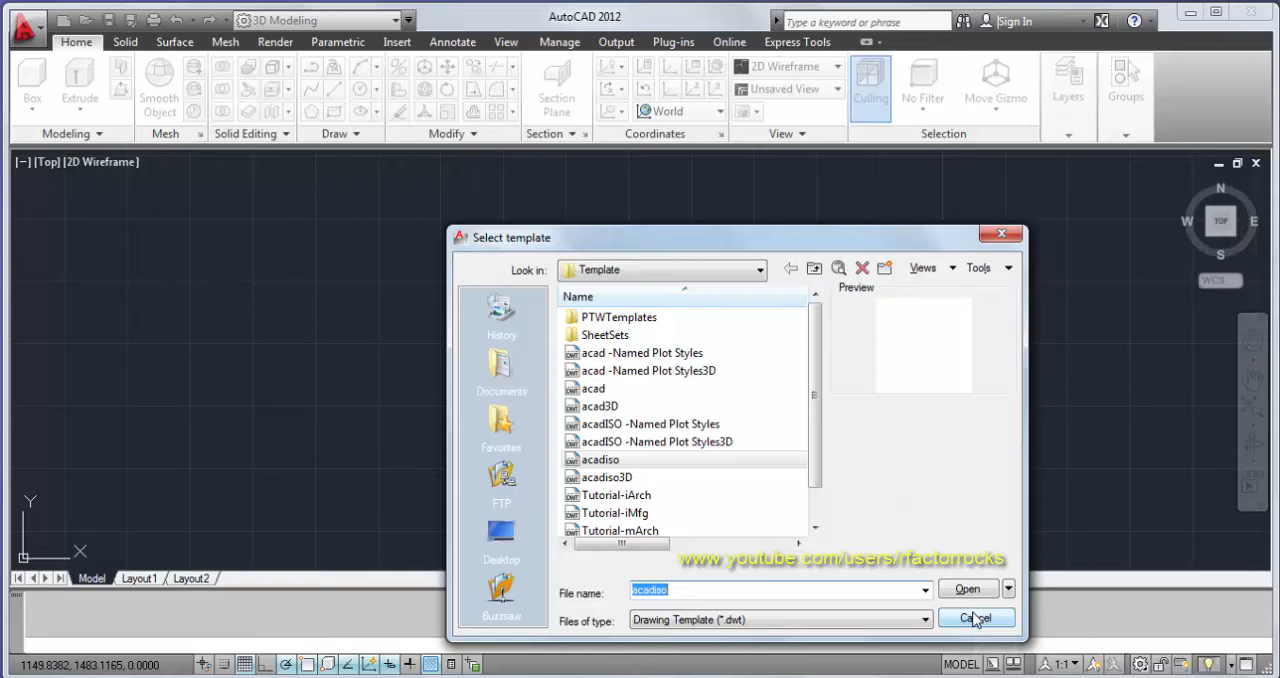 3D Modeling
AutoCAD 2012
Type a keyword or phrase
Sign In
Home Solid Surface Mesh Render Parametric Insert Annotate View Manage Output Plug-ins Online Express Tools
Box
Extrude
Smooth
Object
Section
Plane
World
2D Wireframe
Unsaved View
Culling
No Filter
Move Gizmo
Layers
Groups
Modeling Mesh Solid Editing Draw Modify Section Coordinates View Selection
[−] [Top] [2D Wireframe]
N
W TOP E
S
WCS
Select template
Look in: Template
Views Tools
Name
Preview
PTWTemplates
SheetSets
acad -Named Plot Styles
acad -Named Plot Styles3D
acad
acad3D
acadISO -Named Plot Styles
acadISO -Named Plot Styles3D
acadiso
acadiso3D
Tutorial-iArch
Tutorial-iMfg
Tutorial-mArch
History
Documents
Favorites
FTP
Desktop
Buzzsaw
www.youtube.com/users/rfactorrocks
File name: acadiso
Open
Files of type: Drawing Template (*.dwt)
Cancel
Y
X
Model Layout1 Layout2
1149.8382, 1483.1165, 0.0000
MODEL
1:1